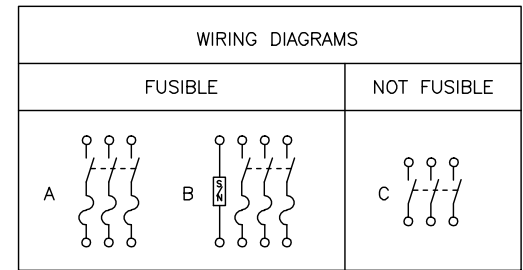 WIRING DIAGRAMS
FUSIBLE
NOT FUSIBLE
A
B
S/N
C